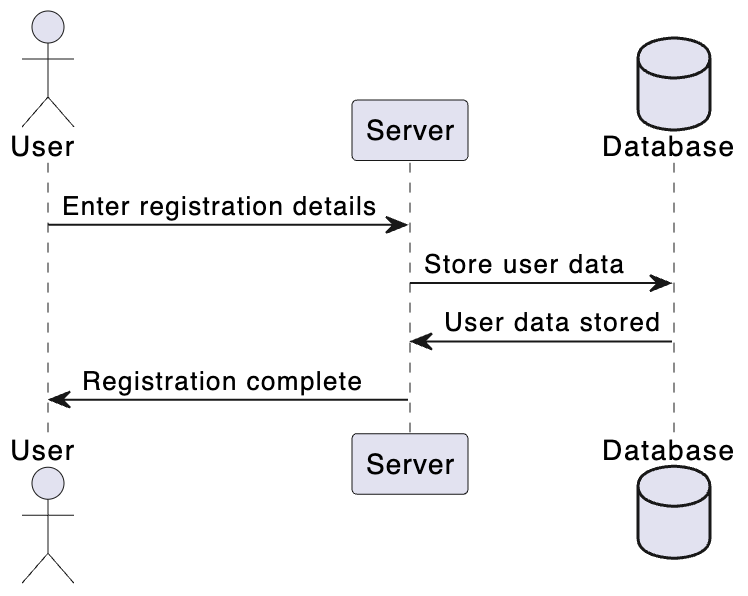 User
Server
Database
Enter registration details
Store user data
User data stored
Registration complete
User
Server
Database